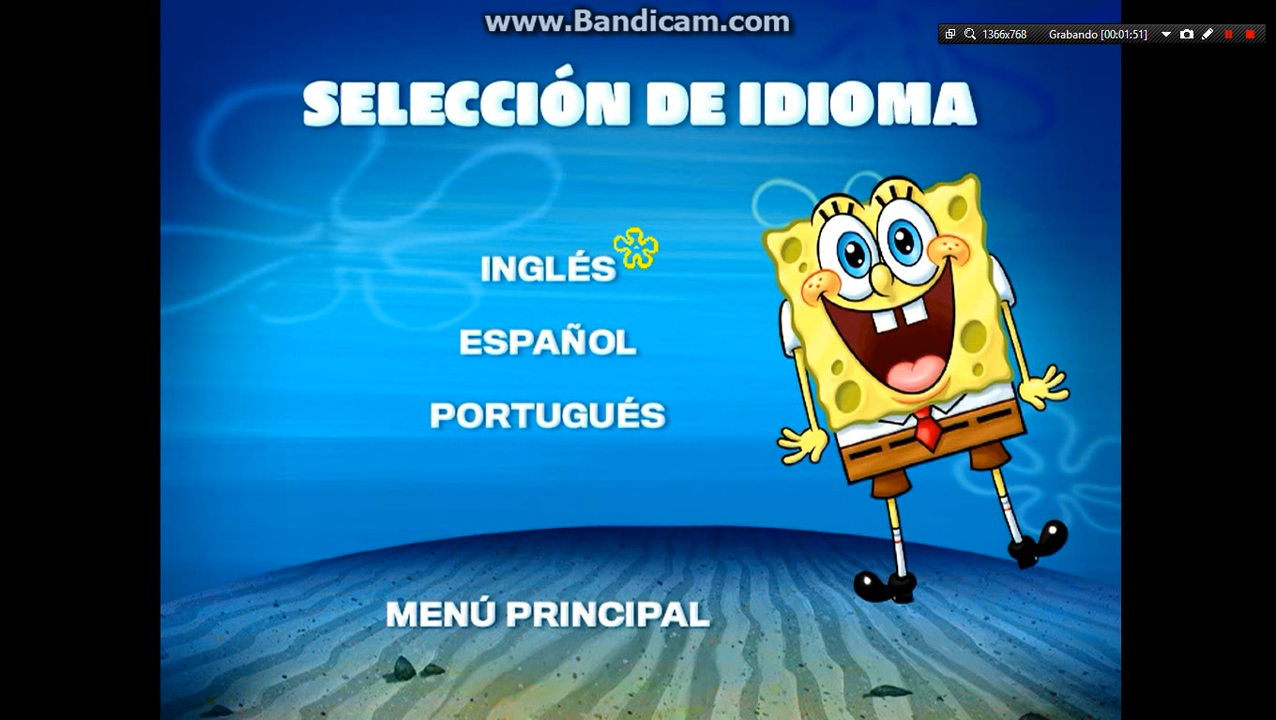 www.Bandicam.com
1366x768 Grabando [00:01:51]
SELECCIÓN DE IDIOMA
INGLÉS
ESPAÑOL
PORTUGUÉS
MENÚ PRINCIPAL